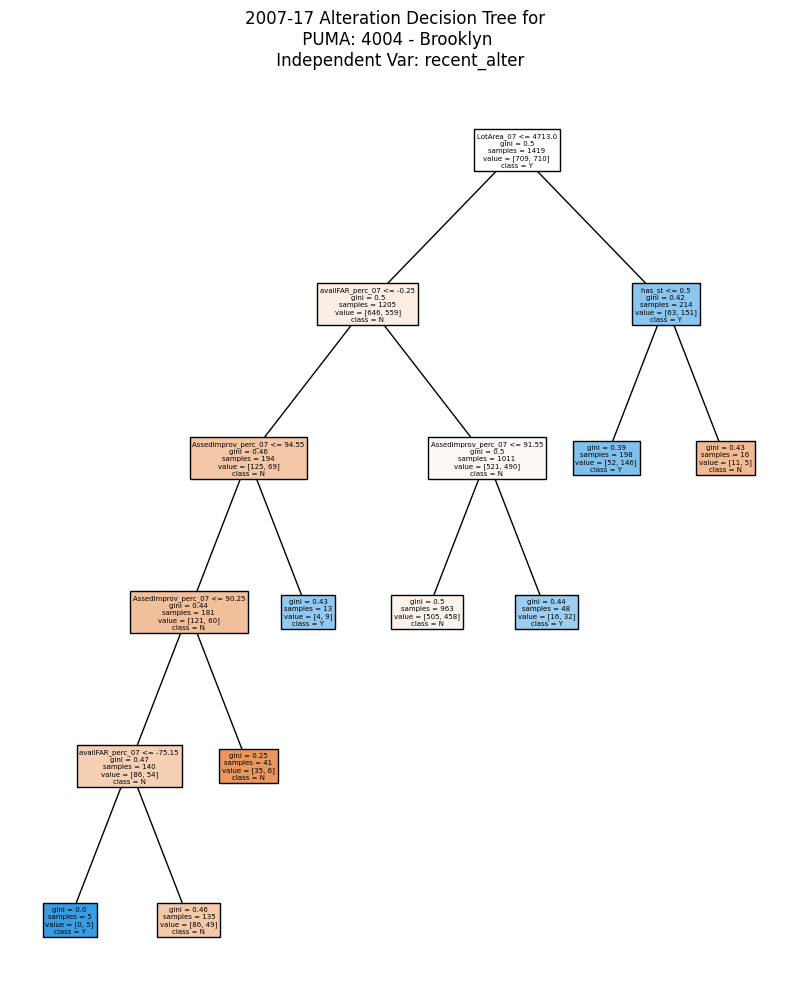 2007-17 Alteration Decision Tree for
PUMA: 4004 - Brooklyn
Independent Var: recent_alter
LotArea_07 <= 4713.0
gini = 0.5
samples = 1419
value = [709, 710]
class = Y
availFAR_perc_07 <= -0.25
gini = 0.5
samples = 1205
value = [646, 559]
class = N
has_st <= 0.5
gini = 0.42
samples = 214
value = [63, 151]
class = Y
AssedImprov_perc_07 <= 94.55
gini = 0.46
samples = 194
value = [125, 69]
class = N
AssedImprov_perc_07 <= 91.55
gini = 0.5
samples = 1011
value = [521, 490]
class = N
gini = 0.39
samples = 198
value = [52, 146]
class = Y
gini = 0.43
samples = 16
value = [11, 5]
class = N
AssedImprov_perc_07 <= 90.25
gini = 0.44
samples = 181
value = [121, 60]
class = N
gini = 0.43
samples = 13
value = [4, 9]
class = Y
gini = 0.5
samples = 963
value = [505, 458]
class = N
gini = 0.44
samples = 48
value = [16, 32]
class = Y
availFAR_perc_07 <= -75.15
gini = 0.47
samples = 140
value = [86, 54]
class = N
gini = 0.25
samples = 41
value = [35, 6]
class = N
gini = 0.0
samples = 5
value = [0, 5]
class = Y
gini = 0.46
samples = 135
value = [86, 49]
class = N